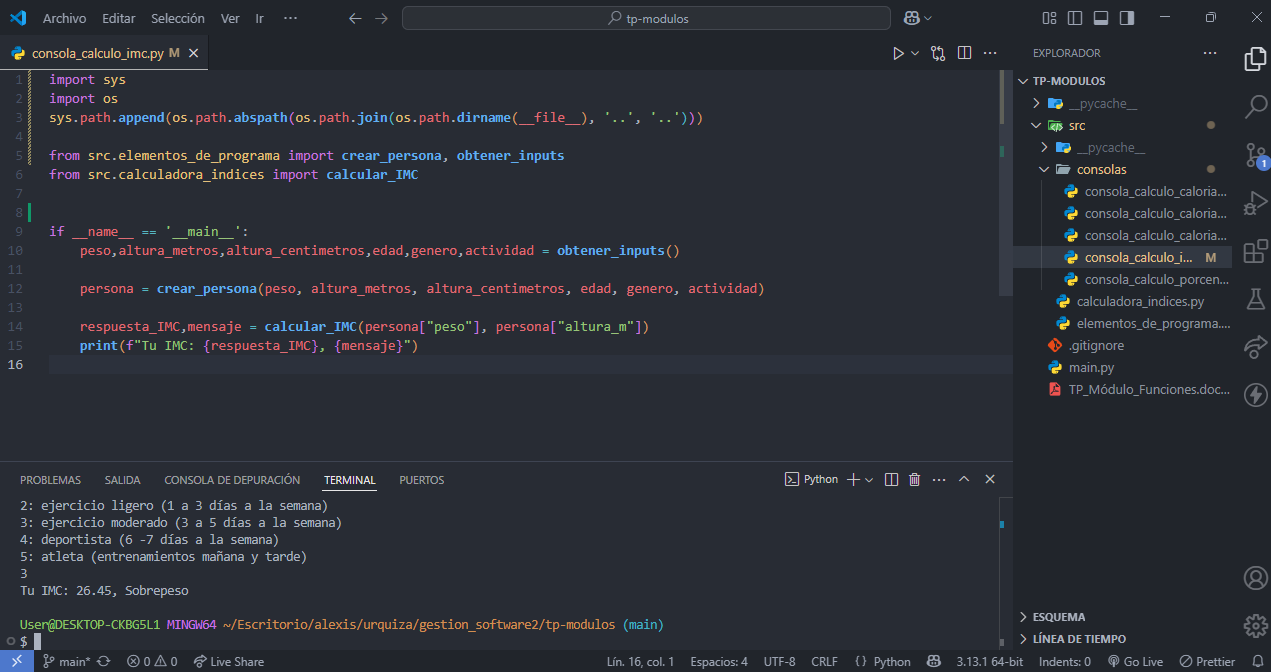 Archivo Editar Selección Ver Ir ··· ← → tp-modulos
consola_calculo_imc.py M ×
1 import sys
2 import os
3 sys.path.append(os.path.abspath(os.path.join(os.path.dirname(__file__), '..', '..')))
4
5 from src.elementos_de_programa import crear_persona, obtener_inputs
6 from src.calculadora_indices import calcular_IMC
7
8
9 if __name__ == '__main__':
10 peso,altura_metros,altura_centimetros,edad,genero,actividad = obtener_inputs()
11
12 persona = crear_persona(peso, altura_metros, altura_centimetros, edad, genero, actividad)
13
14 respuesta_IMC,mensaje = calcular_IMC(persona["peso"], persona["altura_m"])
15 print(f"Tu IMC: {respuesta_IMC}, {mensaje}")
16
EXPLORADOR ···
TP-MODULOS
__pycache__
src
__pycache__
consolas
consola_calculo_caloria...
consola_calculo_caloria...
consola_calculo_caloria...
consola_calculo_i... M
consola_calculo_porcen...
calculadora_indices.py
elementos_de_programa....
.gitignore
main.py
TP_Módulo_Funciones.doc...
1
ESQUEMA
LÍNEA DE TIEMPO
PROBLEMAS SALIDA CONSOLA DE DEPURACIÓN TERMINAL PUERTOS Python
2: ejercicio ligero (1 a 3 días a la semana)
3: ejercicio moderado (3 a 5 días a la semana)
4: deportista (6 -7 días a la semana)
5: atleta (entrenamientos mañana y tarde)
3
Tu IMC: 26.45, Sobrepeso
User@DESKTOP-CKBG5L1 MINGW64 ~/Escritorio/alexis/urquiza/gestion_software2/tp-modulos (main)
$
main* 0 0 Live Share Lín. 16, col. 1 Espacios: 4 UTF-8 CRLF {} Python 3.13.1 64-bit Indents: 0 Go Live Prettier